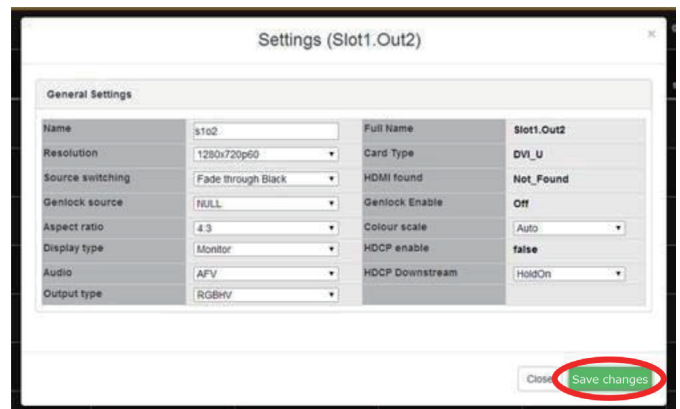 Settings (Slot1.Out2)
×
General Settings
Name s1o2 Full Name Slot1.Out2
Resolution 1280x720p60 Card Type DVI_U
Source switching Fade through Black HDMI found Not_Found
Genlock source NULL Genlock Enable Off
Aspect ratio 4:3 Colour scale Auto
Display type Monitor HDCP enable false
Audio AFV HDCP Downstream HoldOn
Output type RGBHV
Close Save changes